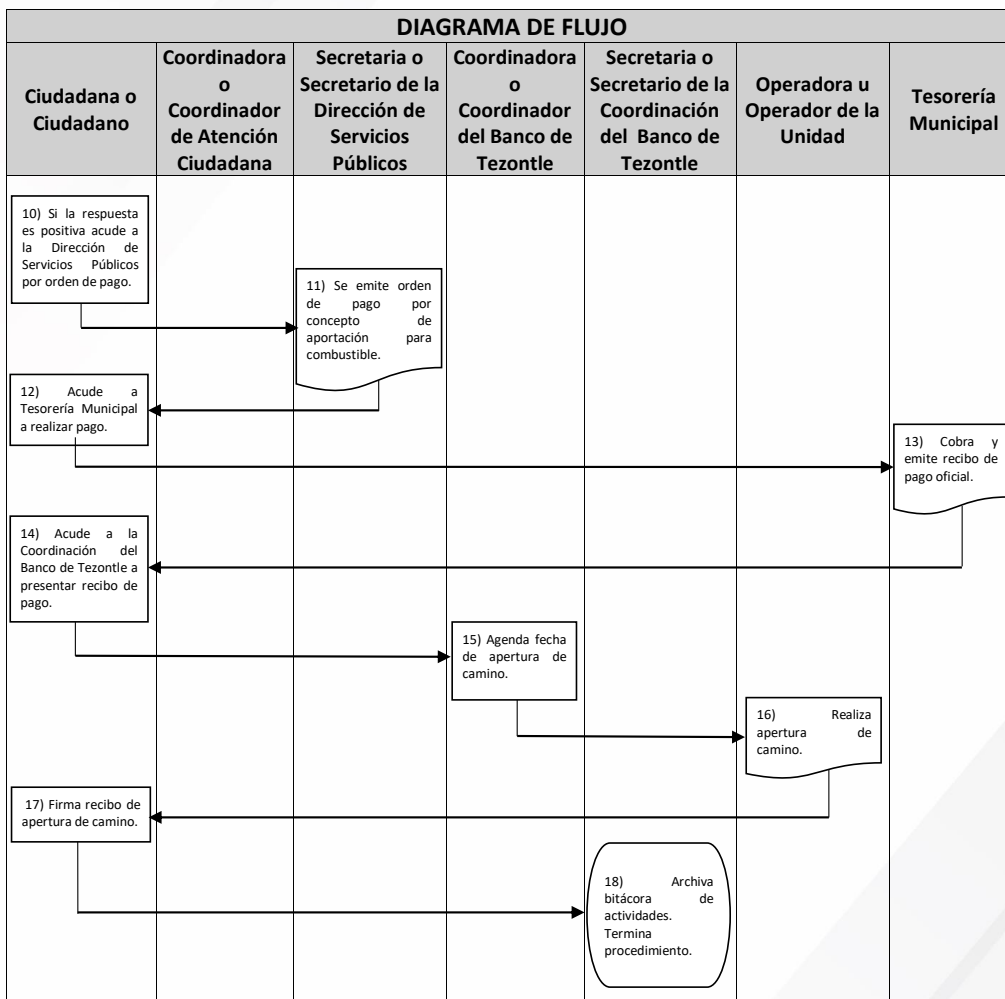 DIAGRAMA DE FLUJO
Ciudadana o
Ciudadano
Coordinadora
o
Coordinador
de Atención
Ciudadana
Secretaria o
Secretario de la
Dirección de
Servicios
Públicos
Coordinadora
o
Coordinador
del Banco de
Tezontle
Secretaria o
Secretario de la
Coordinación
del Banco de
Tezontle
Operadora u
Operador de la
Unidad
Tesorería
Municipal
10) Si la respuesta
es positiva acude a
la Dirección de
Servicios Públicos
por orden de pago.
11) Se emite orden
de pago por
concepto de
aportación para
combustible.
12) Acude a
Tesorería Municipal
a realizar pago.
13) Cobra y
emite recibo de
pago oficial.
14) Acude a la
Coordinación del
Banco de Tezontle a
presentar recibo de
pago.
15) Agenda fecha
de apertura de
camino.
16) Realiza
apertura de
camino.
17) Firma recibo de
apertura de camino.
18) Archiva
bitácora de
actividades.
Termina
procedimiento.